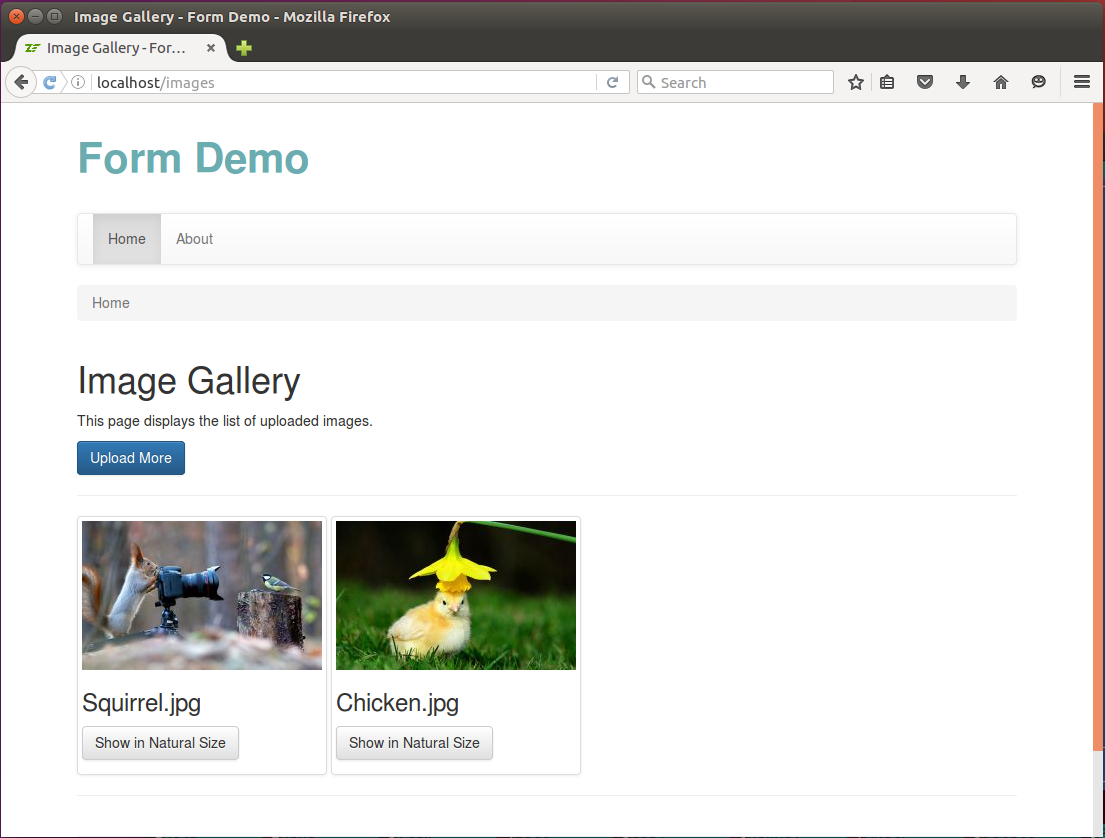 Image Gallery - Form Demo - Mozilla Firefox
Image Gallery - For...
localhost/images
Search
Form Demo
Home About
Home
Image Gallery
This page displays the list of uploaded images.
Upload More
Squirrel.jpg Chicken.jpg
Show in Natural Size Show in Natural Size